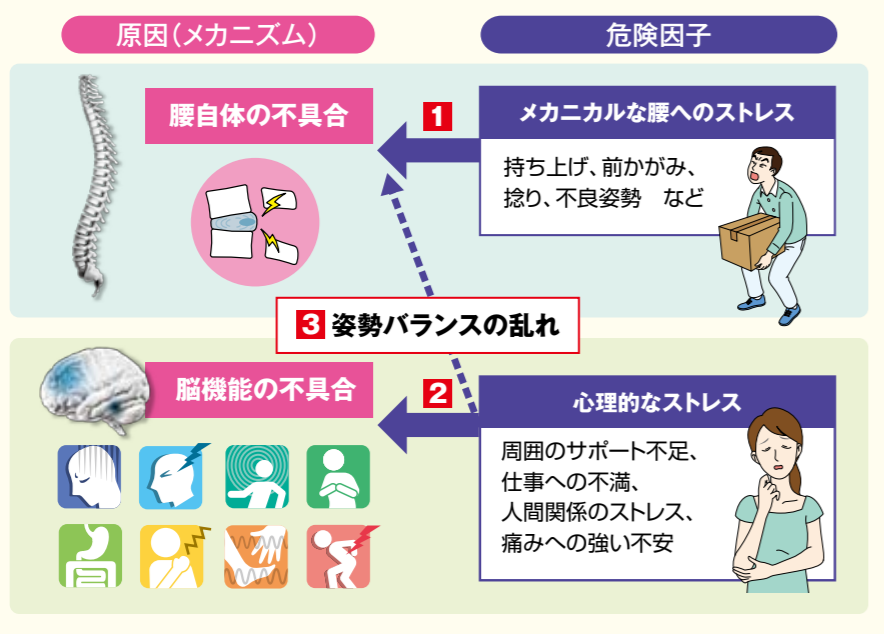 原因(メカニズム)
危険因子
腰自体の不具合
1
メカニカルな腰へのストレス
持ち上げ、前かがみ、
捻り、不良姿勢　など
3 姿勢バランスの乱れ
脳機能の不具合
2
心理的なストレス
周囲のサポート不足、
仕事への不満、
人間関係のストレス、
痛みへの強い不安